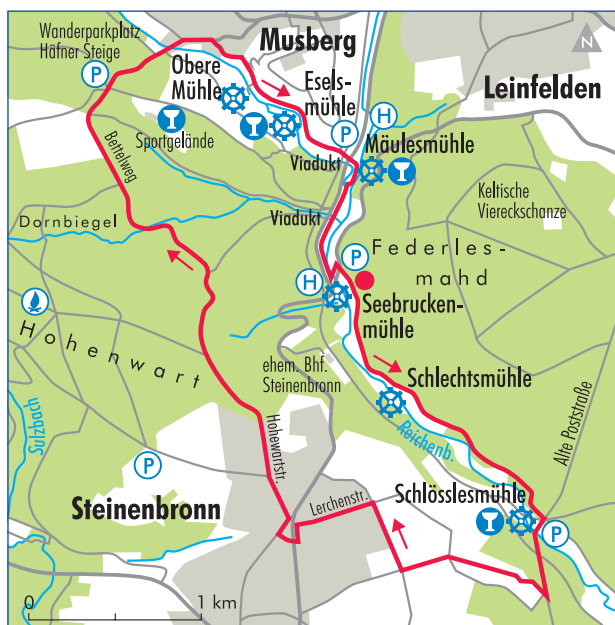 Wanderparkplatz
Häfner Steige
P
Musberg
N
Obere
Mühle
Esels-
mühle
Leinfelden
P
H
Sportgelände
Viadukt
Mäulesmühle
Bettelweg
Keltische
Viereckschanze
Dornbiegel
Viadukt
Federles-
mahd
P
H
Seebrucken-
mühle
Hohenwart
ehem. Bhf.
Steinenbronn
Schlechtsmühle
Sulzbach
P
Hohewartstr.
Reichenb.
Alte Poststraße
Steinenbronn
Lerchenstr.
Schlösslesmühle
P
0
1 km